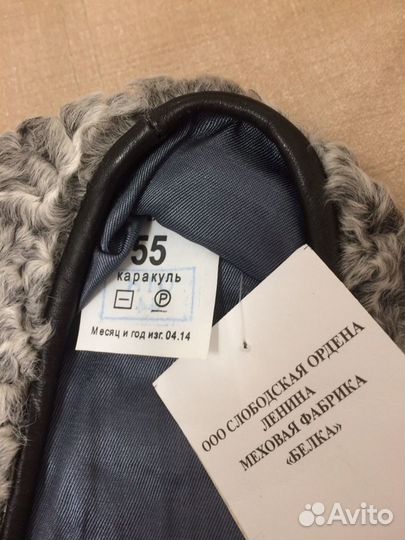 55
каракуль
P
Месяц и год изг. 04.14
ООО СЛОБОДСКАЯ ОРДЕНА
ЛЕНИНА
МЕХОВАЯ ФАБРИКА
«БЕЛКА»
Avito